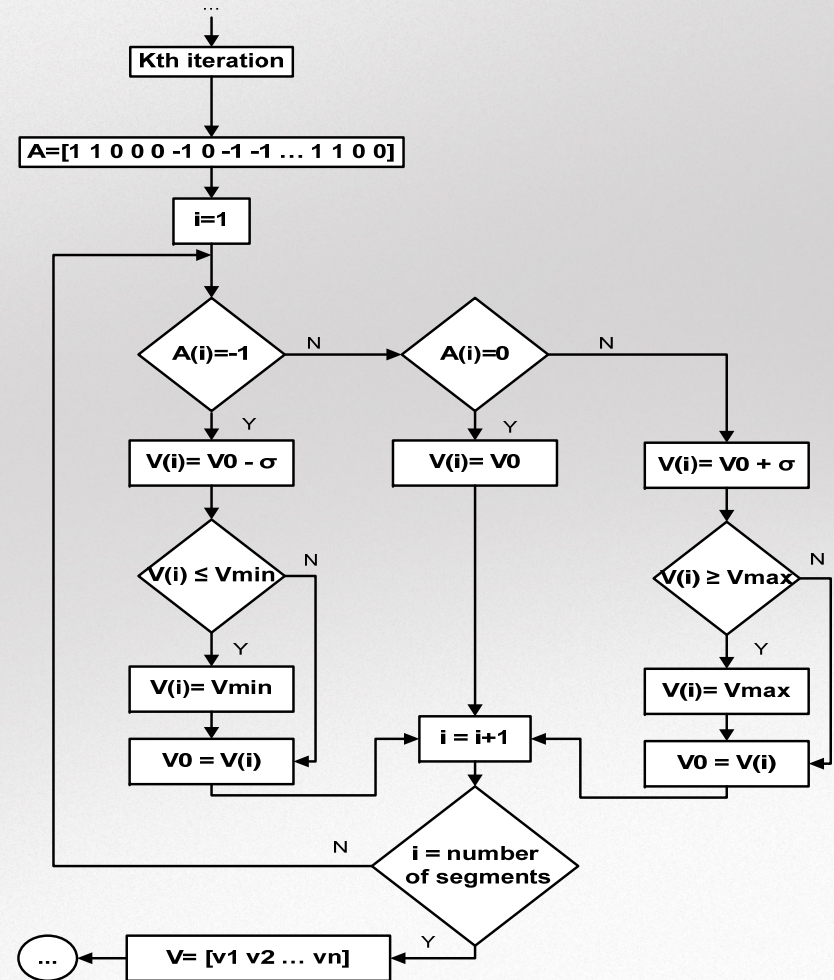 ...
Kth iteration
A=[1 1 0 0 0 -1 0 -1 -1 ... 1 1 0 0]
i=1
A(i)=-1
N
A(i)=0
N
Y
Y
V(i)= V0 - σ
V(i)= V0
V(i)= V0 + σ
V(i) ≤ Vmin
N
V(i) ≥ Vmax
N
Y
Y
V(i)= Vmin
V(i)= Vmax
V0 = V(i)
i = i+1
V0 = V(i)
N
i = number
of segments
Y
...
V= [v1 v2 ... vn]